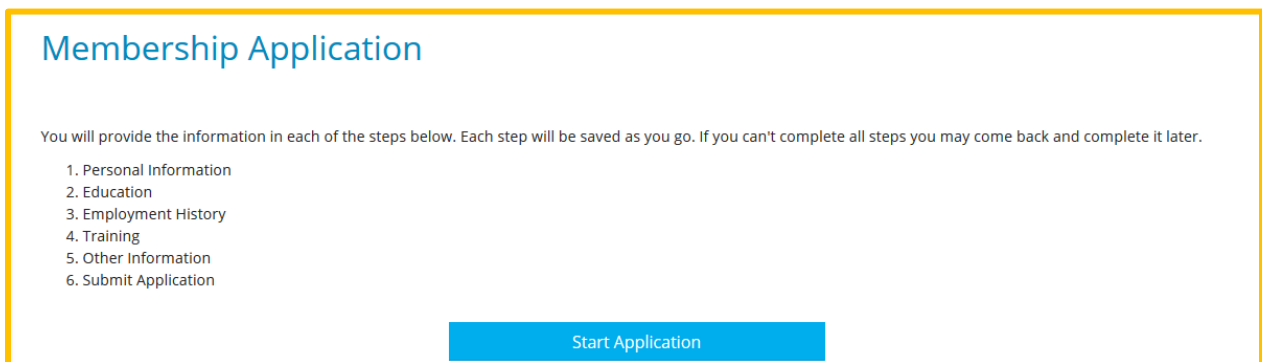 Membership Application
You will provide the information in each of the steps below. Each step will be saved as you go. If you can't complete all steps you may come back and complete it later.
1. Personal Information
2. Education
3. Employment History
4. Training
5. Other Information
6. Submit Application
Start Application